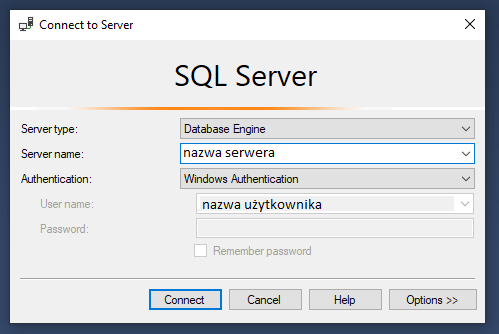 Connect to Server
SQL Server
Server type: Database Engine
Server name: nazwa serwera
Authentication: Windows Authentication
User name: nazwa użytkownika
Password:
Remember password
Connect Cancel Help Options >>